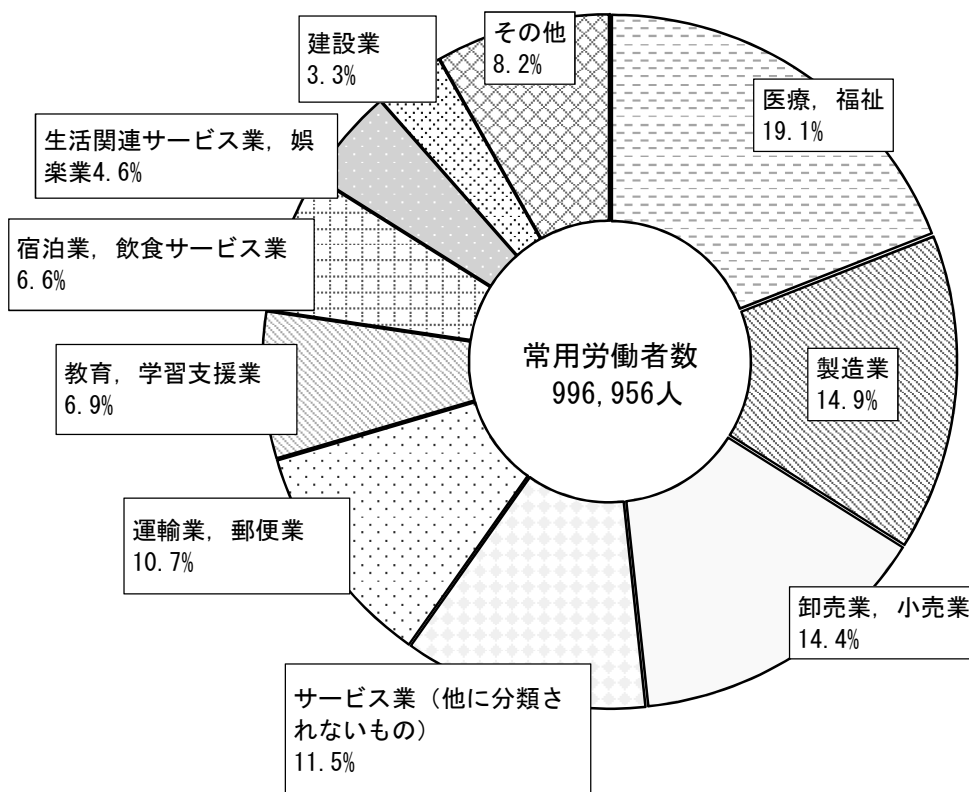 建設業
3.3%
その他
8.2%
医療，福祉
19.1%
生活関連サービス業，娯
楽業4.6%
宿泊業，飲食サービス業
6.6%
常用労働者数
996,956人
製造業
14.9%
教育，学習支援業
6.9%
運輸業，郵便業
10.7%
卸売業，小売業
14.4%
サービス業（他に分類さ
れないもの）
11.5%